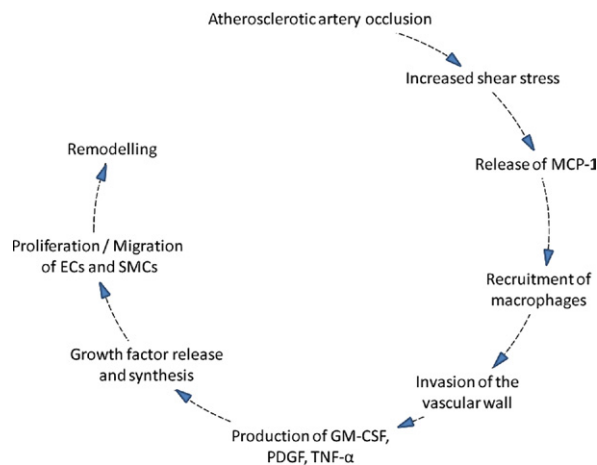 Atherosclerotic artery occlusion
Increased shear stress
Release of MCP-1
Recruitment of
macrophages
Invasion of the
vascular wall
Production of GM-CSF,
PDGF, TNF-α
Growth factor release
and synthesis
Proliferation / Migration
of ECs and SMCs
Remodelling